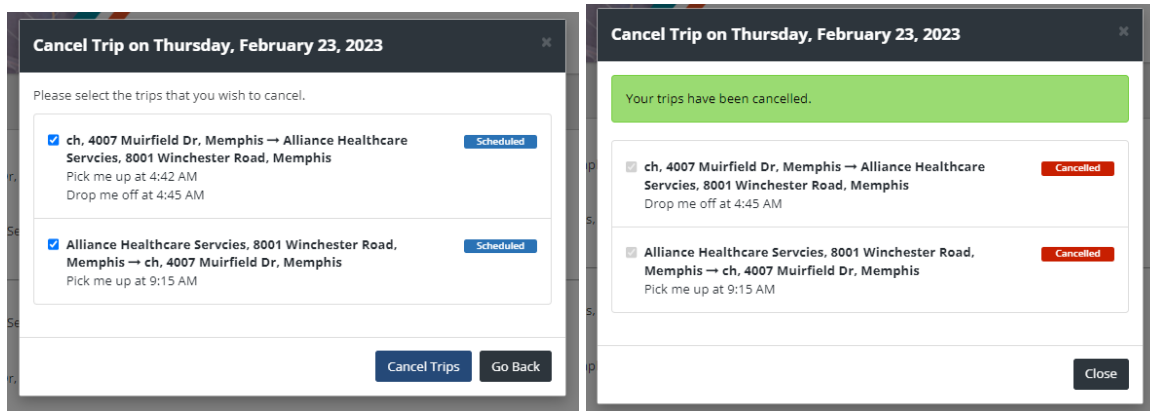 Cancel Trip on Thursday, February 23, 2023
×
Please select the trips that you wish to cancel.
ch, 4007 Muirfield Dr, Memphis → Alliance Healthcare
Servcies, 8001 Winchester Road, Memphis
Scheduled
Pick me up at 4:42 AM
Drop me off at 4:45 AM
Alliance Healthcare Servcies, 8001 Winchester Road,
Memphis → ch, 4007 Muirfield Dr, Memphis
Scheduled
Pick me up at 9:15 AM
Cancel Trips
Go Back
Cancel Trip on Thursday, February 23, 2023
×
Your trips have been cancelled.
ch, 4007 Muirfield Dr, Memphis → Alliance Healthcare
Servcies, 8001 Winchester Road, Memphis
Cancelled
Drop me off at 4:45 AM
Alliance Healthcare Servcies, 8001 Winchester Road,
Memphis → ch, 4007 Muirfield Dr, Memphis
Cancelled
Pick me up at 9:15 AM
Close